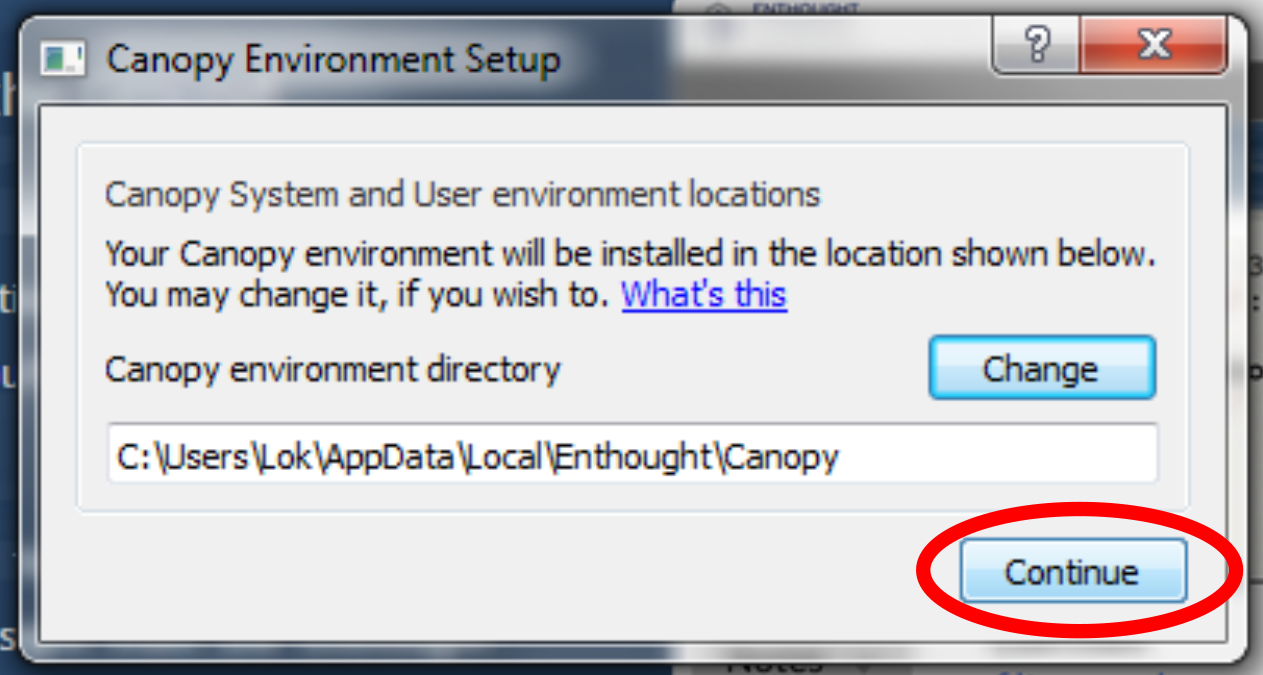 ENTHOUGHT
Canopy Environment Setup
Canopy System and User environment locations
Your Canopy environment will be installed in the location shown below.
You may change it, if you wish to. What's this
Canopy environment directory
Change
C:\Users\Lok\AppData\Local\Enthought\Canopy
Continue
Notes